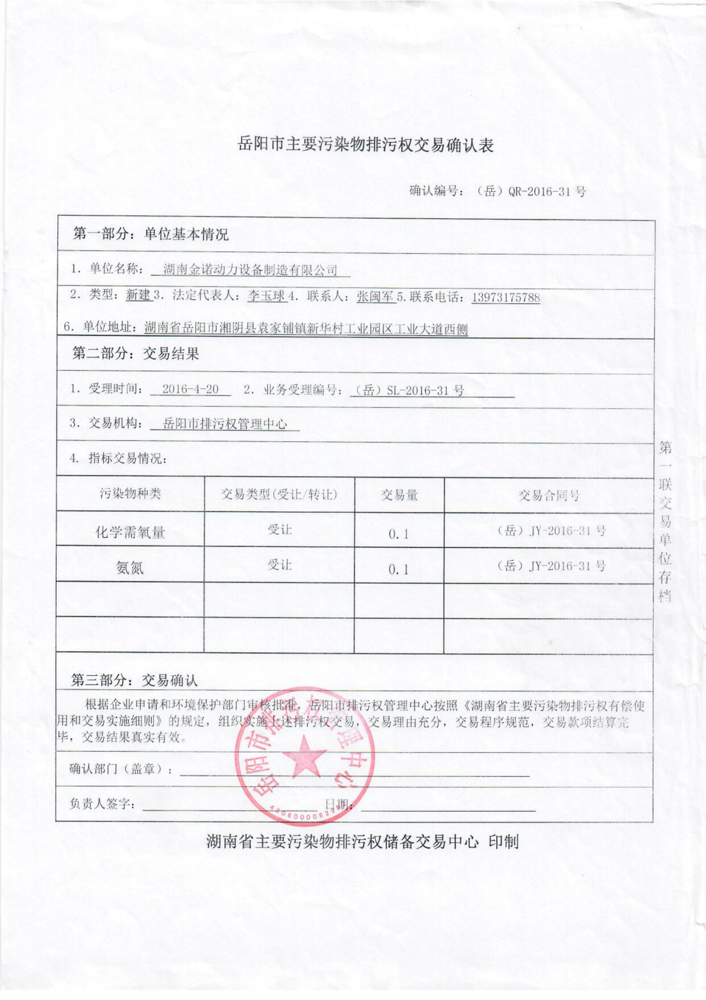 岳阳市主要污染物排污权交易确认表
确认编号：（岳）QR-2016-31 号
第一部分：单位基本情况
1. 单位名称： 湖南金诺动力设备制造有限公司
2. 类型：新建 3. 法定代表人：李玉球 4. 联系人：张闽军 5.联系电话：13973175788
6. 单位地址：湖南省岳阳市湘阴县袁家铺镇新华村工业园区工业大道西侧
第二部分：交易结果
1. 受理时间： 2016-4-20 2. 业务受理编号：（岳）SL-2016-31 号
3. 交易机构： 岳阳市排污权管理中心
4. 指标交易情况：
污染物种类 交易类型(受让/转让) 交易量 交易合同号
化学需氧量 受让 0.1 （岳）JY-2016-31 号
氨氮 受让 0.1 （岳）JY-2016-31 号
第三部分：交易确认
根据企业申请和环境保护部门审核批准，岳阳市排污权管理中心按照《湖南省主要污染物排污权有偿使
用和交易实施细则》的规定，组织实施上述排污权交易，交易理由充分，交易程序规范，交易款项结算完
毕，交易结果真实有效。
确认部门（盖章）：
负责人签字： 日期：
岳阳市排污权管理中心
湖南省主要污染物排污权储备交易中心 印制
第一联交易单位存档